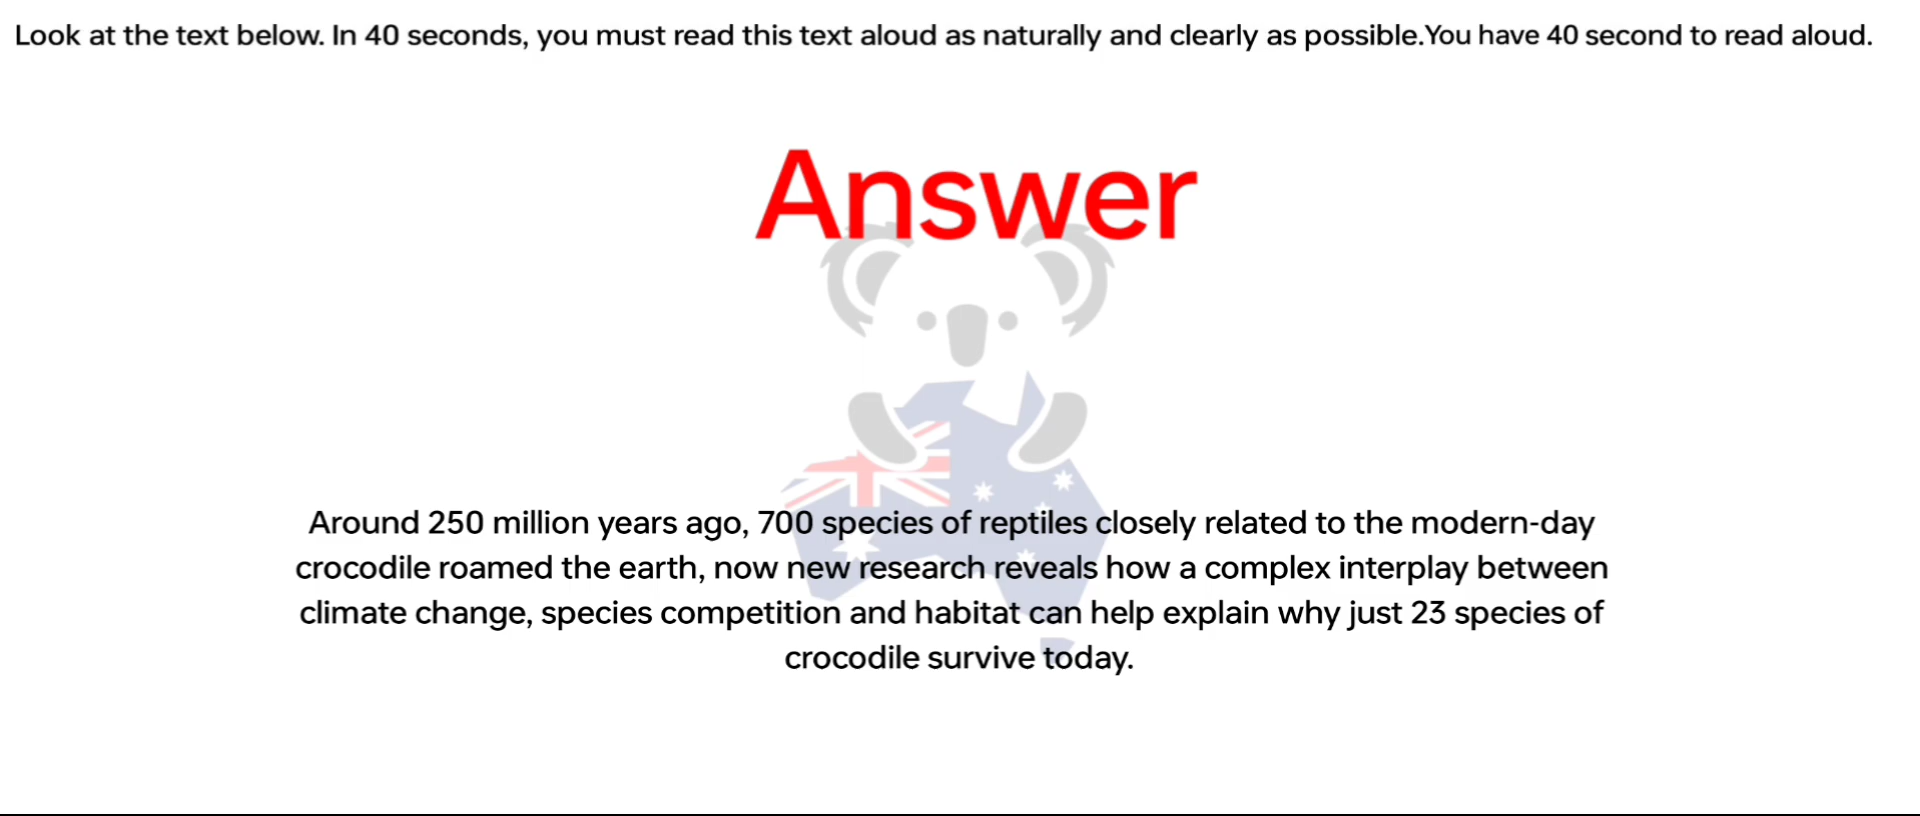 Look at the text below. In 40 seconds, you must read this text aloud as naturally and clearly as possible.You have 40 second to read aloud.
Answer
Around 250 million years ago, 700 species of reptiles closely related to the modern-day
crocodile roamed the earth, now new research reveals how a complex interplay between
climate change, species competition and habitat can help explain why just 23 species of
crocodile survive today.